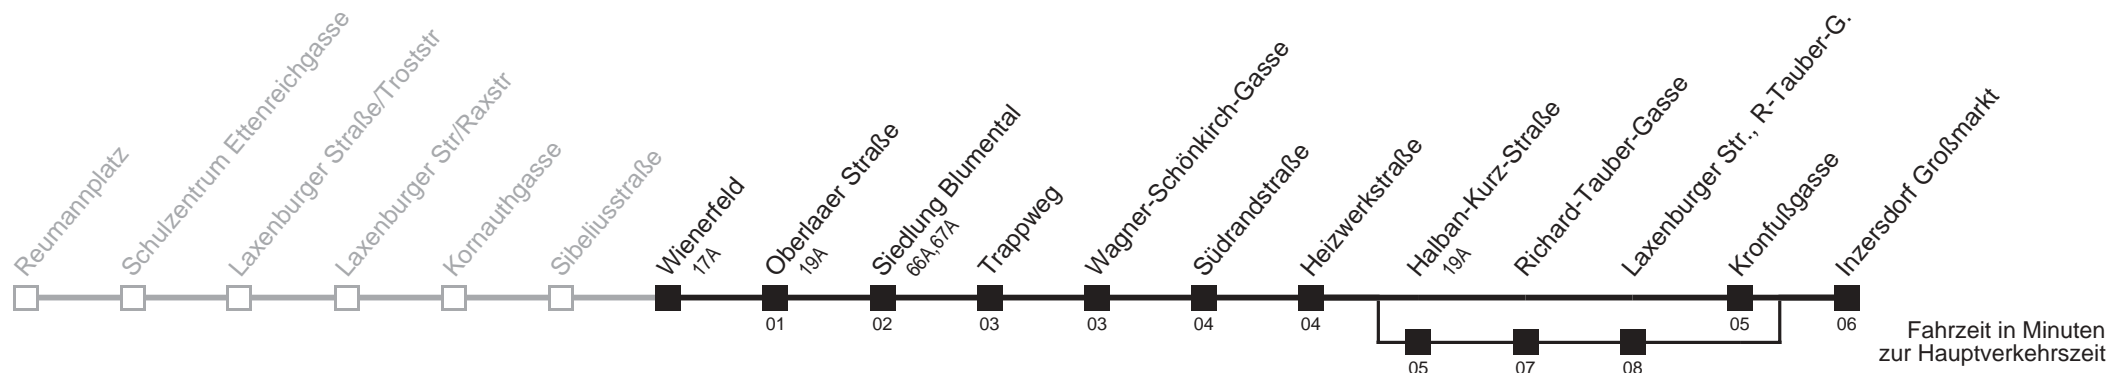 Reumannplatz
Schulzentrum Ettenreichgasse
Laxenburger Straße/Troststr
Laxenburger Str/Raxstr
Kornauthgasse
Sibeliusstraße
Wienerfeld
17A
Oberlaaer Straße
19A
Siedlung Blumental
66A,67A
Trappweg
Wagner-Schönkirch-Gasse
Südrandstraße
Heizwerkstraße
Halban-Kurz-Straße
19A
Richard-Tauber-Gasse
Laxenburger Str., R-Tauber-G.
Kronfußgasse
Inzersdorf Großmarkt
01 02 03 03 04 04 05 06
05 07 08
Fahrzeit in Minuten
zur Hauptverkehrszeit